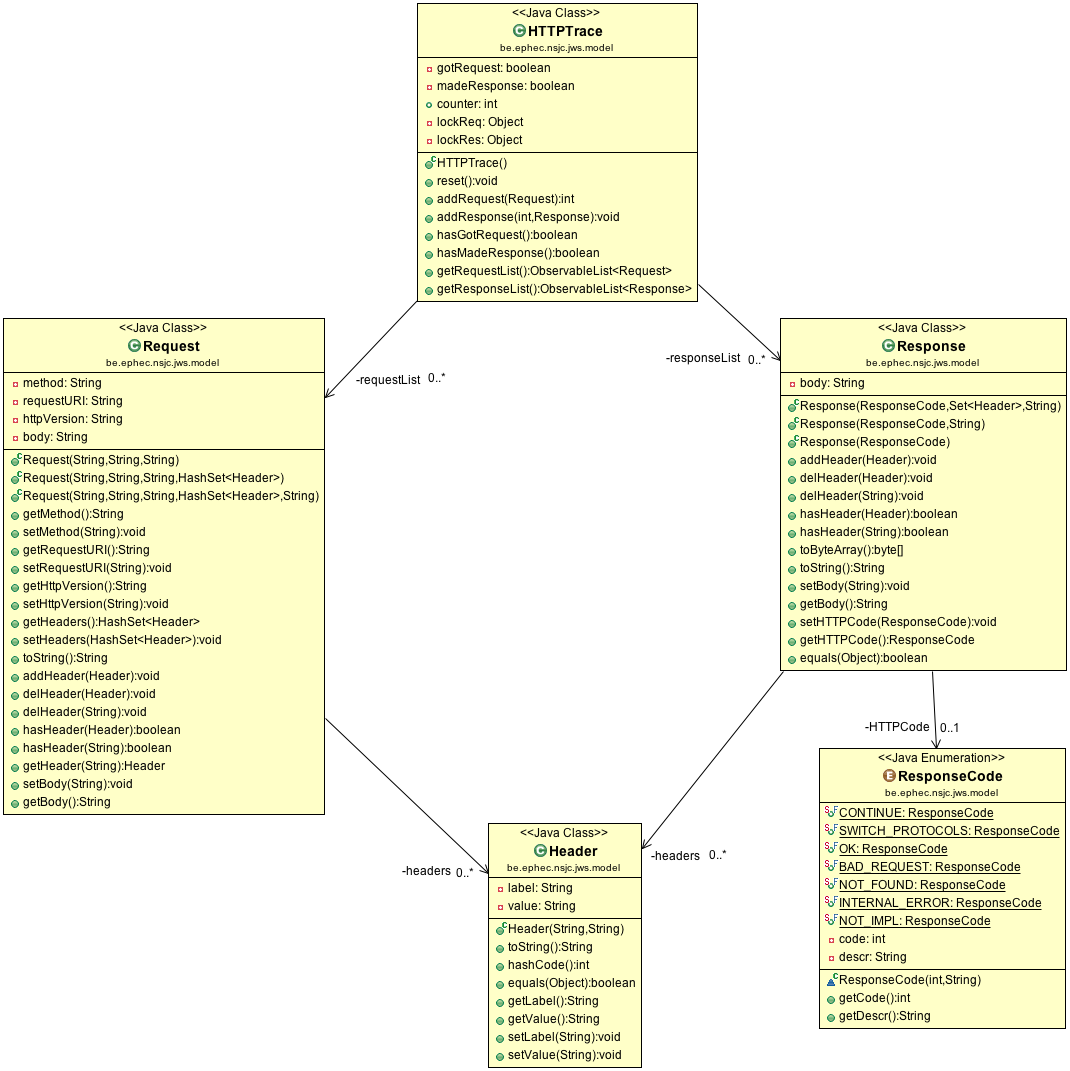 <<Java Class>>
HTTPTrace
be.ephec.nsjc.jws.model
gotRequest: boolean
madeResponse: boolean
counter: int
lockReq: Object
lockRes: Object
HTTPTrace()
reset():void
addRequest(Request):int
addResponse(int,Response):void
hasGotRequest():boolean
hasMadeResponse():boolean
getRequestList():ObservableList<Request>
getResponseList():ObservableList<Response>
-requestList 0..*
-responseList 0..*
<<Java Class>>
Request
be.ephec.nsjc.jws.model
method: String
requestURI: String
httpVersion: String
body: String
Request(String,String,String)
Request(String,String,String,HashSet<Header>)
Request(String,String,String,HashSet<Header>,String)
getMethod():String
setMethod(String):void
getRequestURI():String
setRequestURI(String):void
getHttpVersion():String
setHttpVersion(String):void
getHeaders():HashSet<Header>
setHeaders(HashSet<Header>):void
toString():String
addHeader(Header):void
delHeader(Header):void
delHeader(String):void
hasHeader(Header):boolean
hasHeader(String):boolean
getHeader(String):Header
setBody(String):void
getBody():String
<<Java Class>>
Response
be.ephec.nsjc.jws.model
body: String
Response(ResponseCode,Set<Header>,String)
Response(ResponseCode,String)
Response(ResponseCode)
addHeader(Header):void
delHeader(Header):void
delHeader(String):void
hasHeader(Header):boolean
hasHeader(String):boolean
toByteArray():byte[]
toString():String
setBody(String):void
getBody():String
setHTTPCode(ResponseCode):void
getHTTPCode():ResponseCode
equals(Object):boolean
-headers 0..*
-headers 0..*
-HTTPCode 0..1
<<Java Class>>
Header
be.ephec.nsjc.jws.model
label: String
value: String
Header(String,String)
toString():String
hashCode():int
equals(Object):boolean
getLabel():String
getValue():String
setLabel(String):void
setValue(String):void
<<Java Enumeration>>
ResponseCode
be.ephec.nsjc.jws.model
CONTINUE: ResponseCode
SWITCH_PROTOCOLS: ResponseCode
OK: ResponseCode
BAD_REQUEST: ResponseCode
NOT_FOUND: ResponseCode
INTERNAL_ERROR: ResponseCode
NOT_IMPL: ResponseCode
code: int
descr: String
ResponseCode(int,String)
getCode():int
getDescr():String